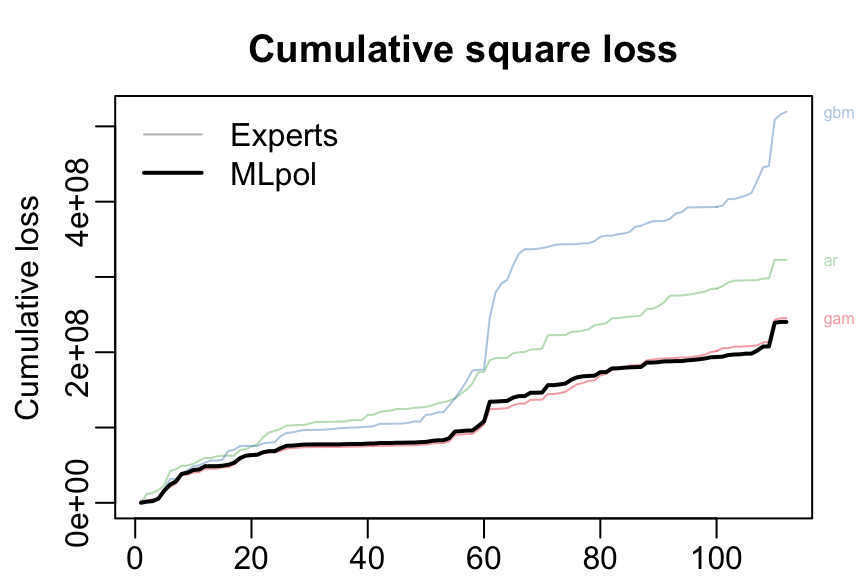 Cumulative square loss
Experts
MLpol
gbm
ar
gam
Cumulative loss
4e+08
2e+08
0e+00
0 20 40 60 80 100